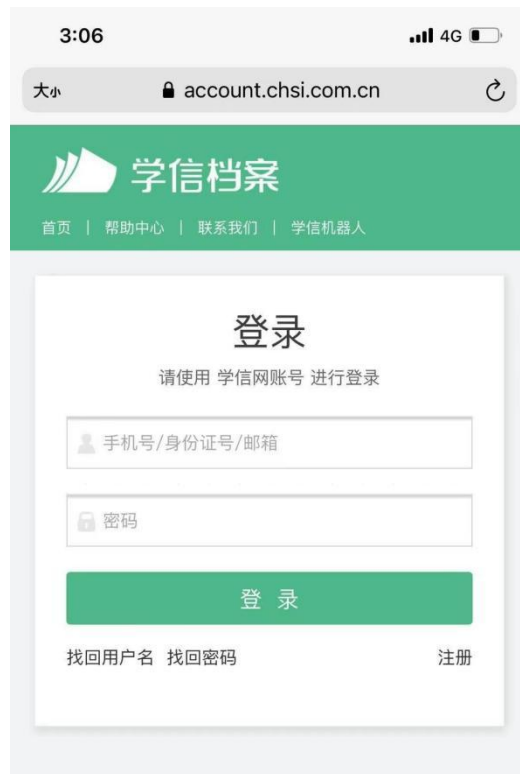 3:06 4G
大小 account.chsi.com.cn
学信档案
首页 | 帮助中心 | 联系我们 | 学信机器人
登录
请使用 学信网账号 进行登录
手机号/身份证号/邮箱
密码
登 录
找回用户名 找回密码 注册